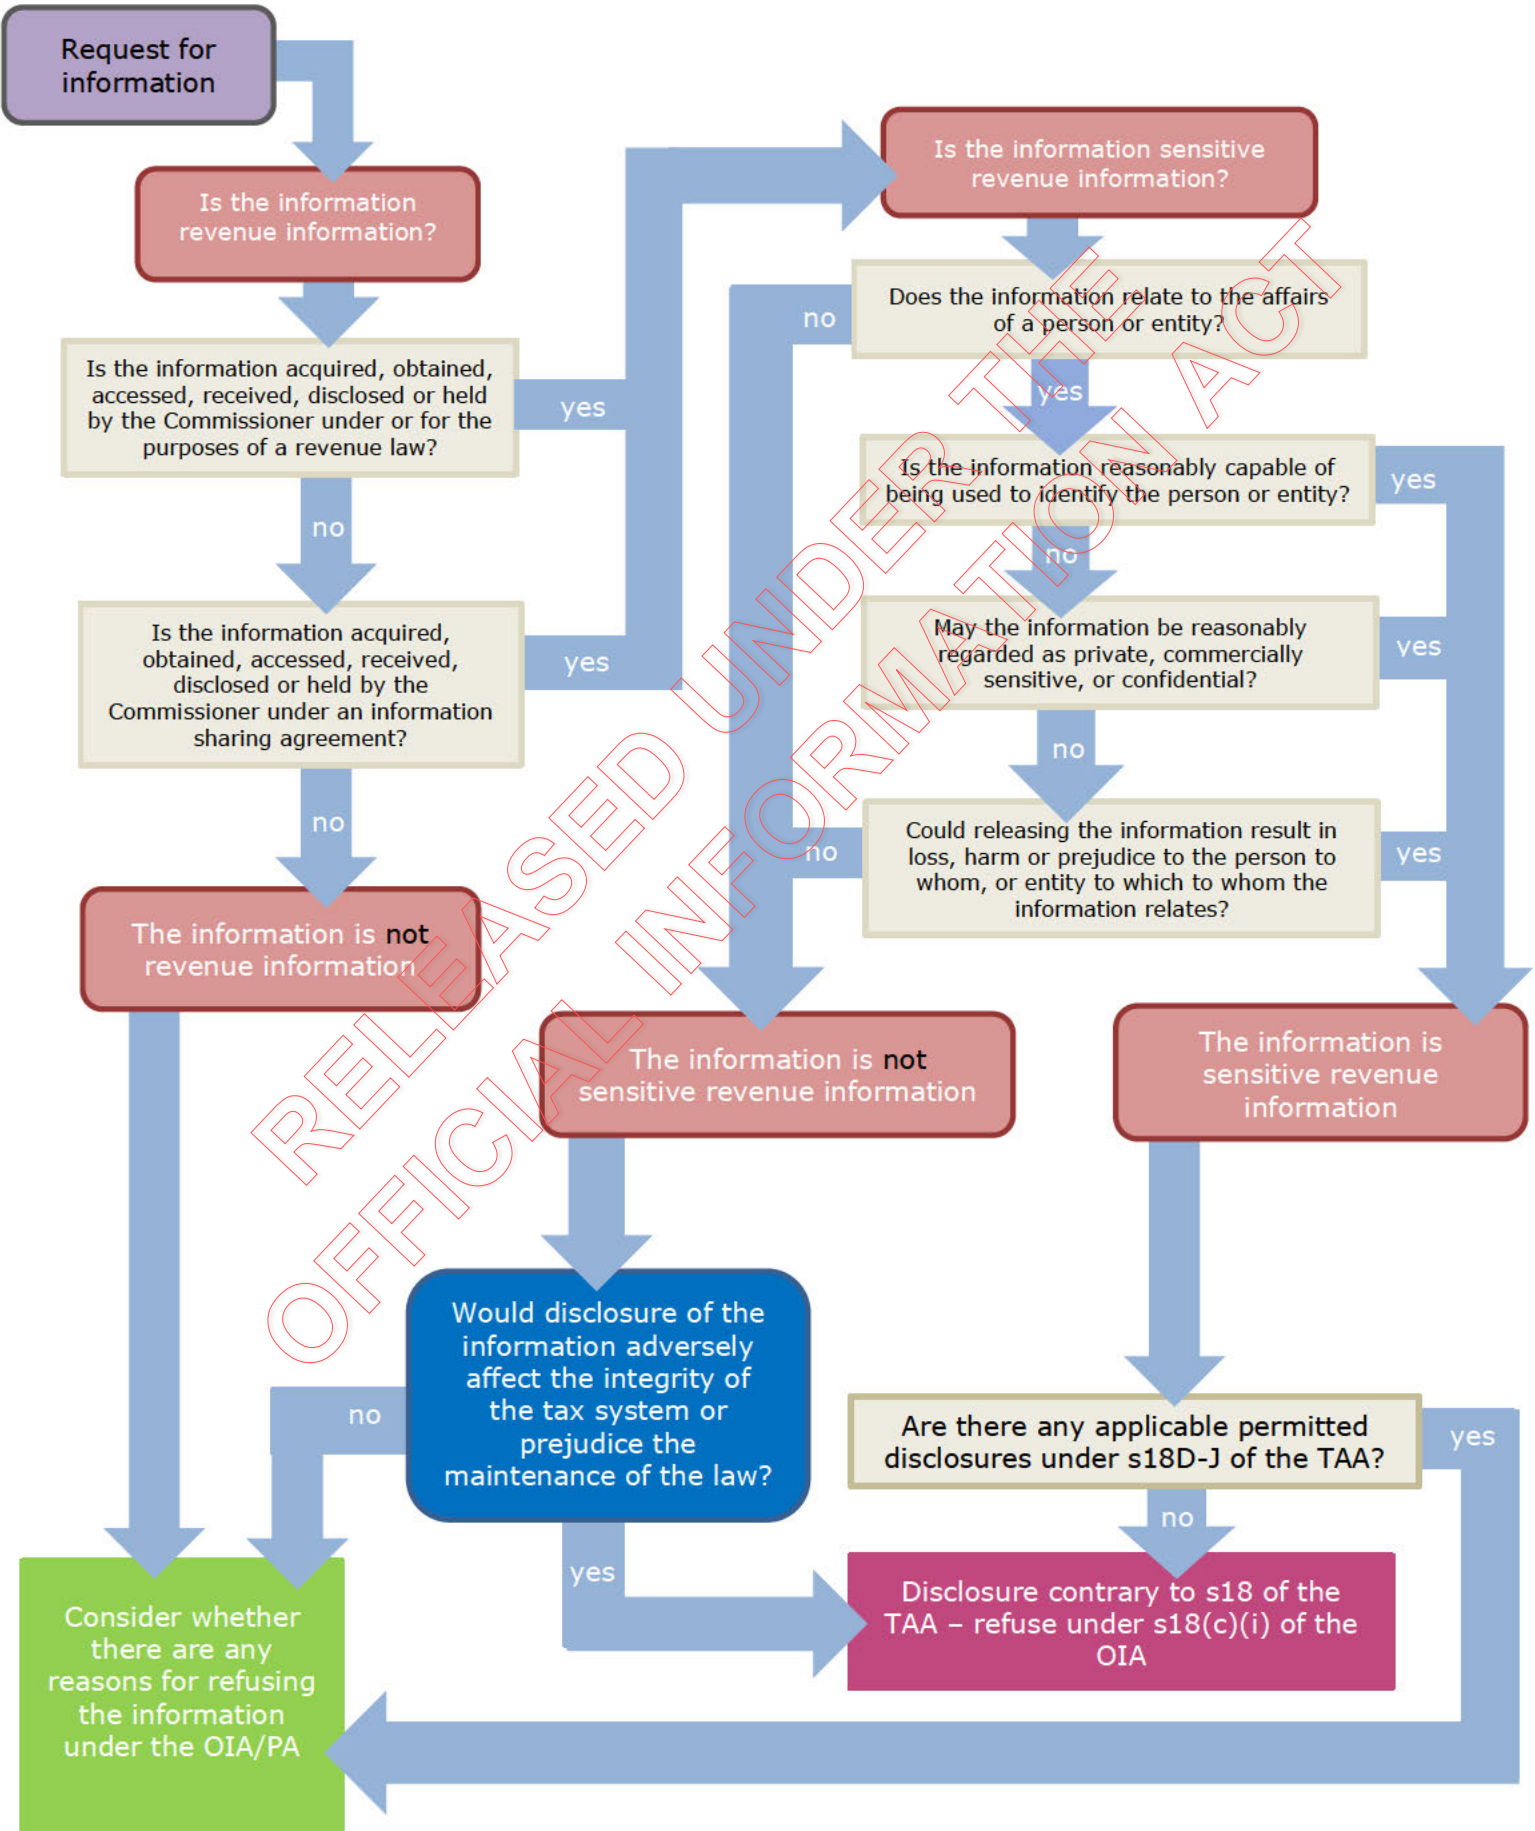 Request for
information
Is the information
revenue information?
Is the information acquired, obtained,
accessed, received, disclosed or held
by the Commissioner under or for the
purposes of a revenue law?
yes
no
Is the information acquired,
obtained, accessed, received,
disclosed or held by the
Commissioner under an information
sharing agreement?
yes
no
The information is not
revenue information
Is the information sensitive
revenue information?
Does the information relate to the affairs
of a person or entity?
no
yes
Is the information reasonably capable of
being used to identify the person or entity?
yes
no
May the information be reasonably
regarded as private, commercially
sensitive, or confidential?
yes
no
Could releasing the information result in
loss, harm or prejudice to the person to
whom, or entity to which to whom the
information relates?
no
yes
The information is not
sensitive revenue information
The information is
sensitive revenue
information
Would disclosure of the
information adversely
affect the integrity of
the tax system or
prejudice the
maintenance of the law?
no
yes
Are there any applicable permitted
disclosures under s18D-J of the TAA?
yes
no
Disclosure contrary to s18 of the
TAA – refuse under s18(c)(i) of the
OIA
Consider whether
there are any
reasons for refusing
the information
under the OIA/PA
RELEASED UNDER THE
OFFICIAL INFORMATION ACT